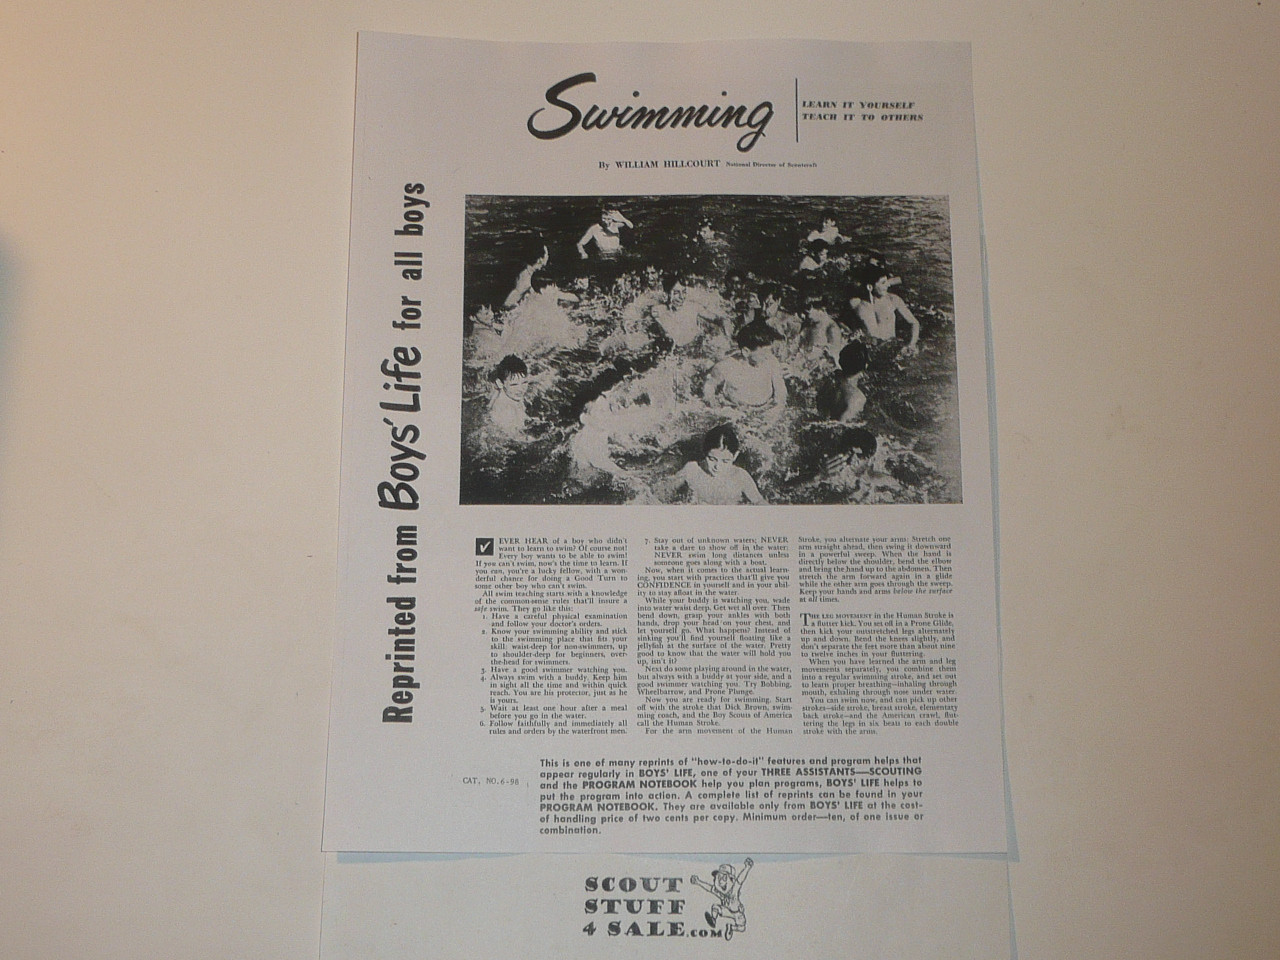 Swimming
LEARN IT YOURSELF
TEACH IT TO OTHERS
By WILLIAM HILLCOURT National Director of Scoutcraft
Reprinted from Boys' Life for all boys
EVER HEAR of a boy who didn't
want to learn to swim? Of course not!
Every boy wants to be able to swim!
If you can't swim, now's the time to learn. If
you can, you're a lucky fellow, with a won-
derful chance for doing a Good Turn to
some other boy who can't swim.
All swim teaching starts with a knowledge
of the common-sense rules that'll insure a
safe swim. They go like this:
1. Have a careful physical examination
and follow your doctor's orders.
2. Know your swimming ability and stick
to the swimming place that fits your
skill: waist-deep for non-swimmers, up
to shoulder-deep for beginners, over-
the-head for swimmers.
3. Have a good swimmer watching you.
4. Always swim with a buddy. Keep him
in sight all the time and within quick
reach. You are his protector, just as he
is yours.
5. Wait at least one hour after a meal
before you go in the water.
6. Follow faithfully and immediately all
rules and orders by the waterfront men.
7. Stay out of unknown waters; NEVER
take a dare to show off in the water;
NEVER swim long distances unless
someone goes along with a boat.
Now, when it comes to the actual learn-
ing, you start with practices that'll give you
CONFIDENCE in yourself and in your abil-
ity to stay afloat in the water.
While your buddy is watching you, wade
into water waist deep. Get wet all over. Then
bend down, grasp your ankles with both
hands, drop your head on your chest, and
let yourself go. What happens? Instead of
sinking you'll find yourself floating like a
jellyfish at the surface of the water. Pretty
good to know that the water will hold you
up, isn't it?
Next do some playing around in the water,
but always with a buddy at your side, and a
good swimmer watching you. Try Bobbing,
Wheelbarrow, and Prone Plunge.
Now you are ready for swimming. Start
off with the stroke that Dick Brown, swim-
ming coach, and the Boy Scouts of America
call the Human Stroke.
For the arm movement of the Human
Stroke, you alternate your arms: Stretch one
arm straight ahead, then swing it downward
in a powerful sweep. When the hand is
directly below the shoulder, bend the elbow
and bring the hand up to the abdomen. Then
stretch the arm forward again in a glide
while the other arm goes through the sweep.
Keep your hands and arms below the surface
at all times.
THE LEG MOVEMENT in the Human Stroke is
a flutter kick. You set off in a Prone Glide,
then kick your outstretched legs alternately
up and down. Bend the knees slightly, and
don't separate the feet more than about nine
to twelve inches in your fluttering.
When you have learned the arm and leg
movements separately, you combine them
into a regular swimming stroke, and set out
to learn proper breathing—inhaling through
mouth, exhaling through nose under water.
You can swim now, and can pick up other
strokes—side stroke, breast stroke, elementary
back stroke—and the American crawl, flut-
tering the legs in six beats to each double
stroke with the arms.
CAT. NO.6-98
This is one of many reprints of "how-to-do-it" features and program helps that
appear regularly in BOYS' LIFE, one of your THREE ASSISTANTS—SCOUTING
and the PROGRAM NOTEBOOK help you plan programs, BOYS' LIFE helps to
put the program into action. A complete list of reprints can be found in your
PROGRAM NOTEBOOK. They are available only from BOYS' LIFE at the cost-
of handling price of two cents per copy. Minimum order—ten, of one issue or
combination.
SCOUT
STUFF
4 SALE.COM